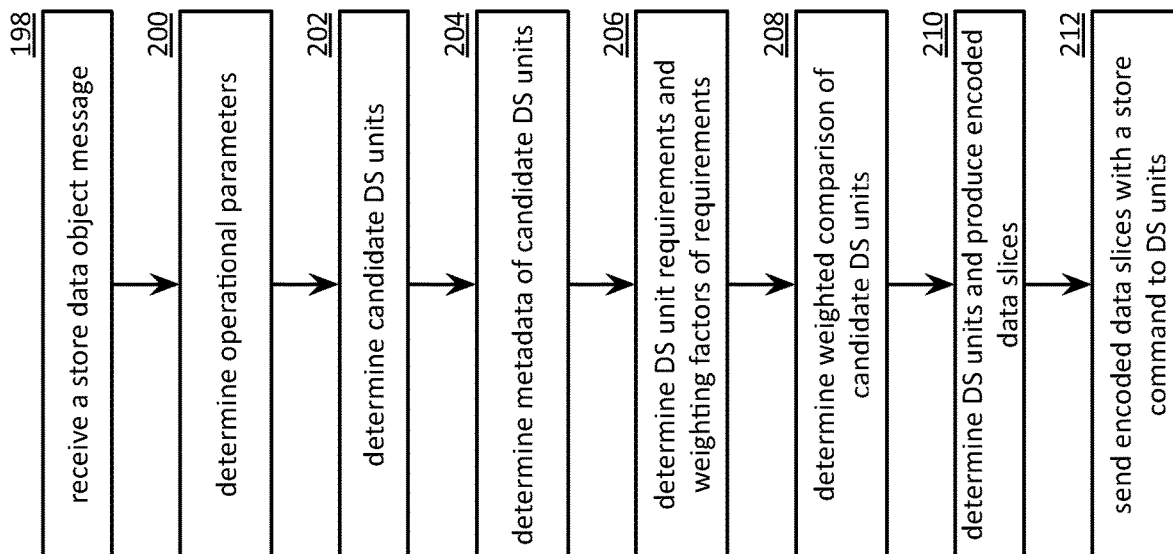 198
receive a store data object message
200
determine operational parameters
202
determine candidate DS units
204
determine metadata of candidate DS units
206
determine DS unit requirements and
weighting factors of requirements
208
determine weighted comparison of
candidate DS units
210
determine DS units and produce encoded
data slices
212
send encoded data slices with a store
command to DS units